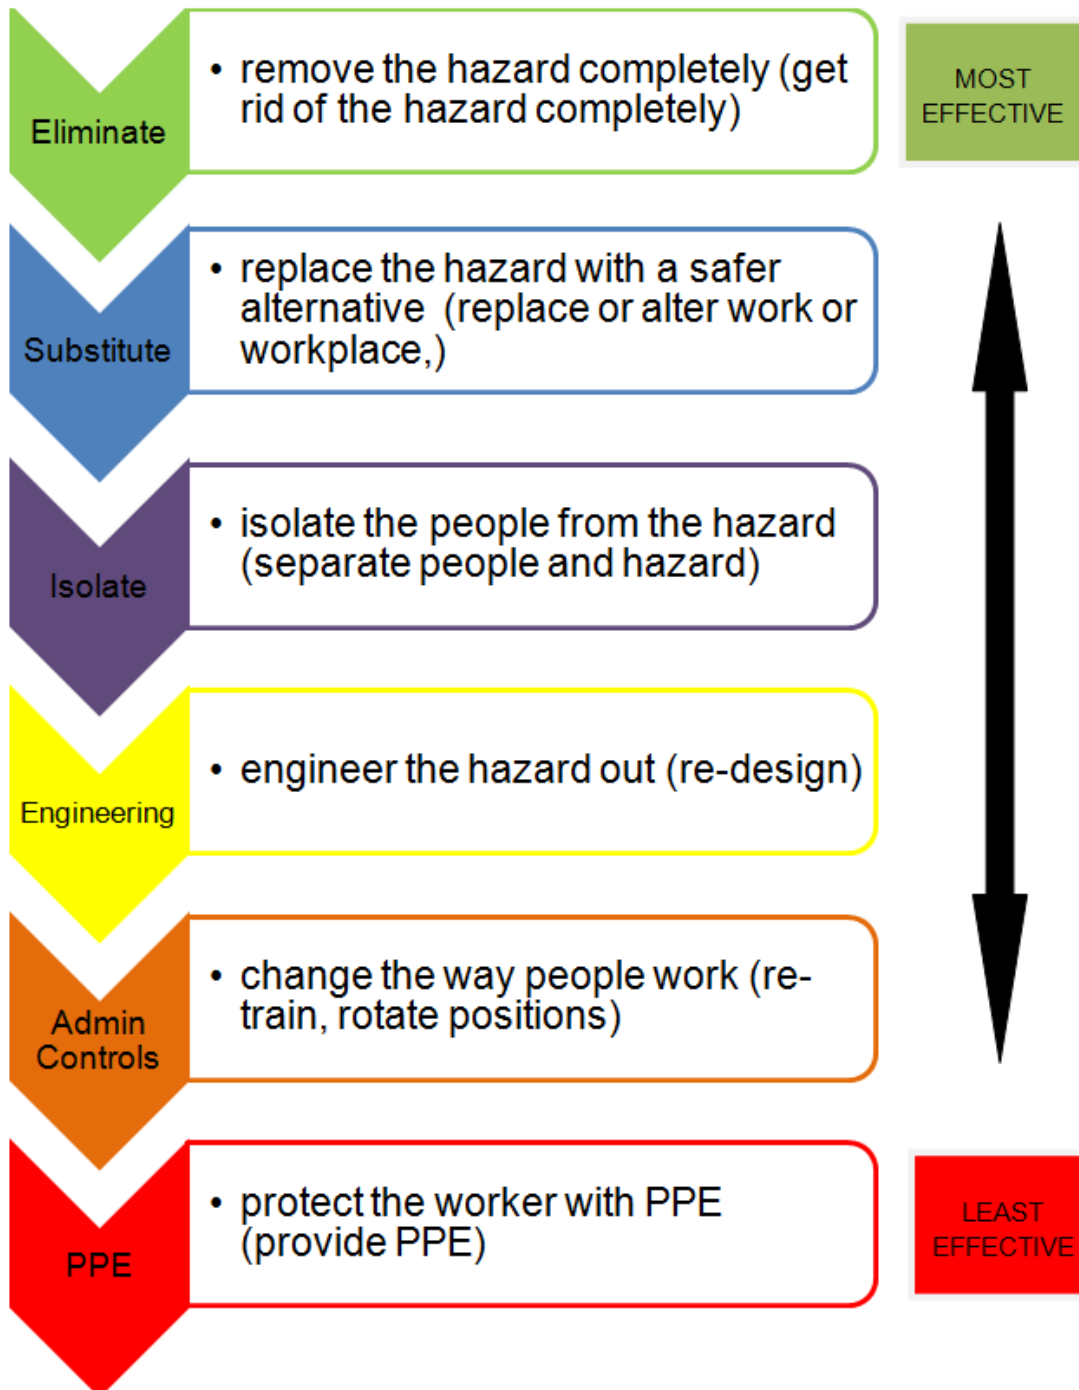 Eliminate
• remove the hazard completely (get
rid of the hazard completely)
MOST
EFFECTIVE
Substitute
• replace the hazard with a safer
alternative (replace or alter work or
workplace,)
Isolate
• isolate the people from the hazard
(separate people and hazard)
Engineering
• engineer the hazard out (re-design)
Admin
Controls
• change the way people work (re-
train, rotate positions)
PPE
• protect the worker with PPE
(provide PPE)
LEAST
EFFECTIVE